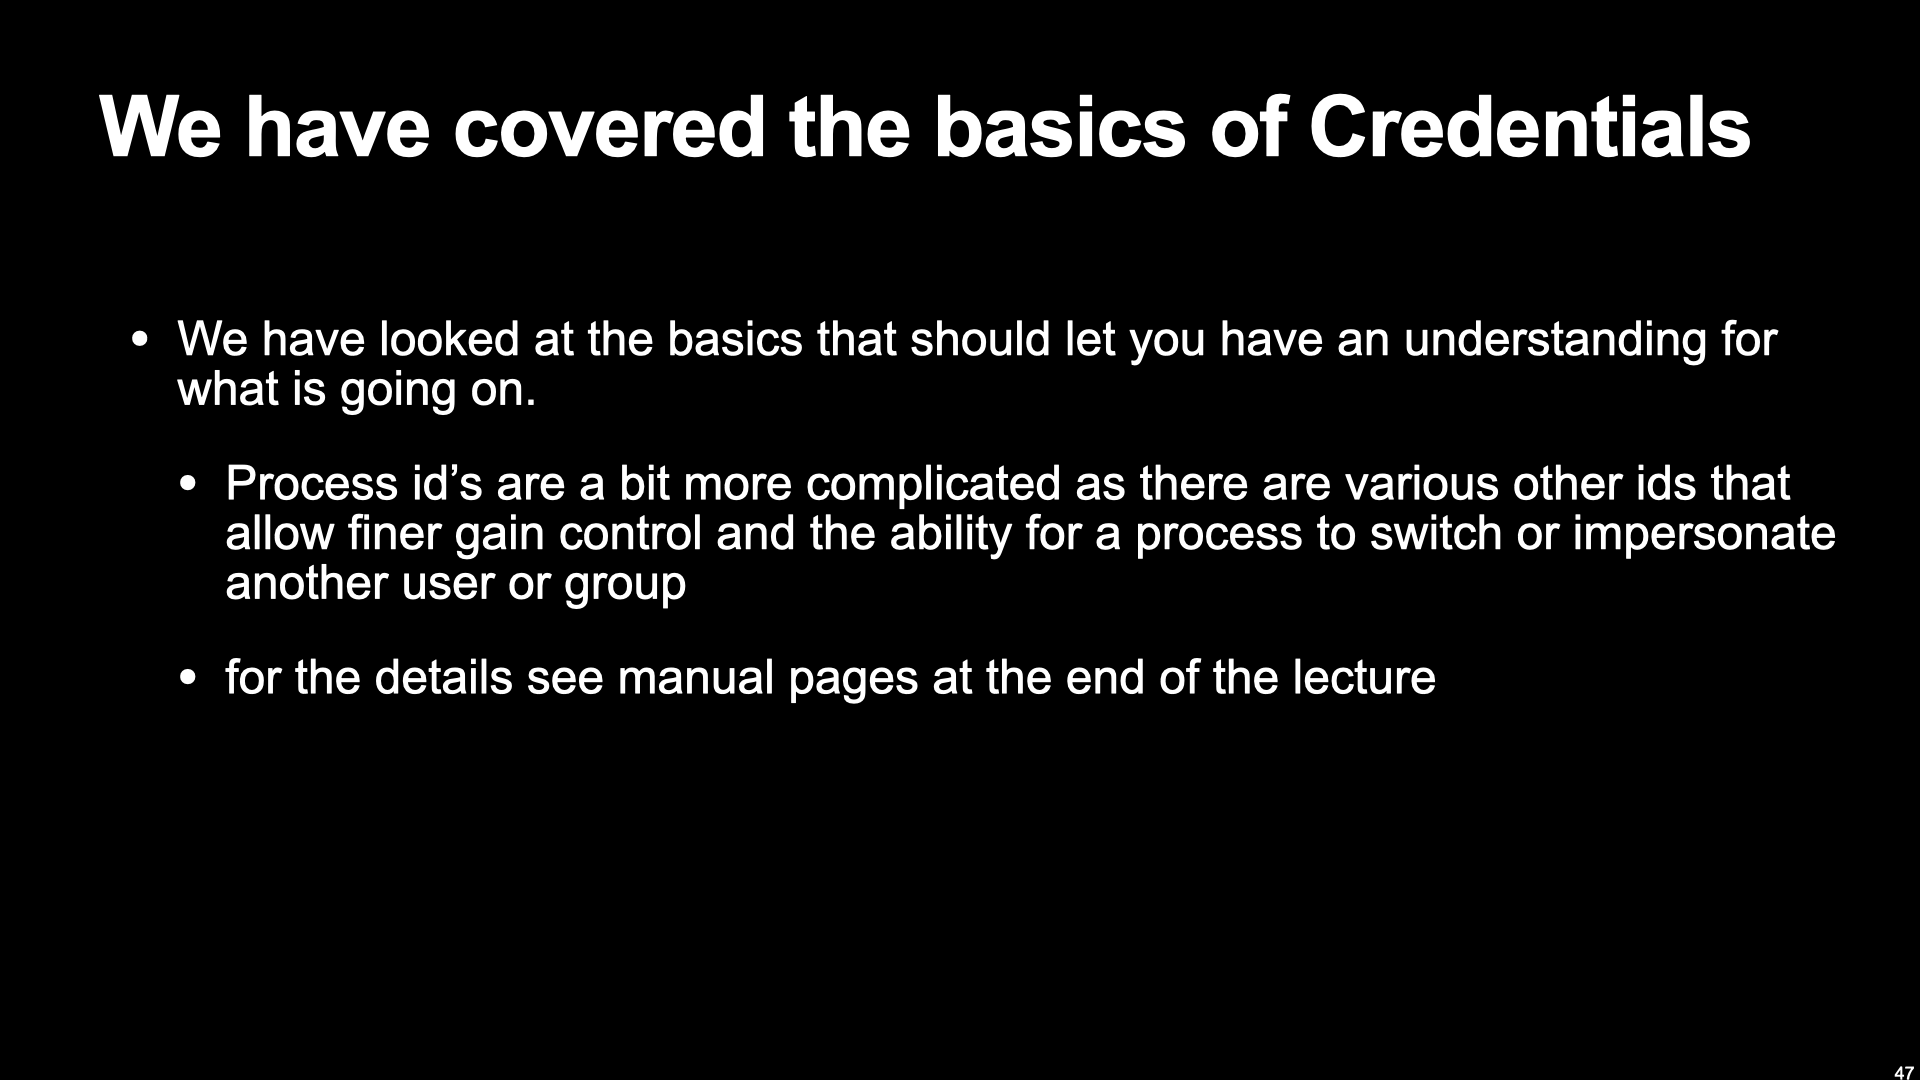 We have covered the basics of Credentials
• We have looked at the basics that should let you have an understanding for
what is going on.
• Process id’s are a bit more complicated as there are various other ids that
allow finer gain control and the ability for a process to switch or impersonate
another user or group
• for the details see manual pages at the end of the lecture
47